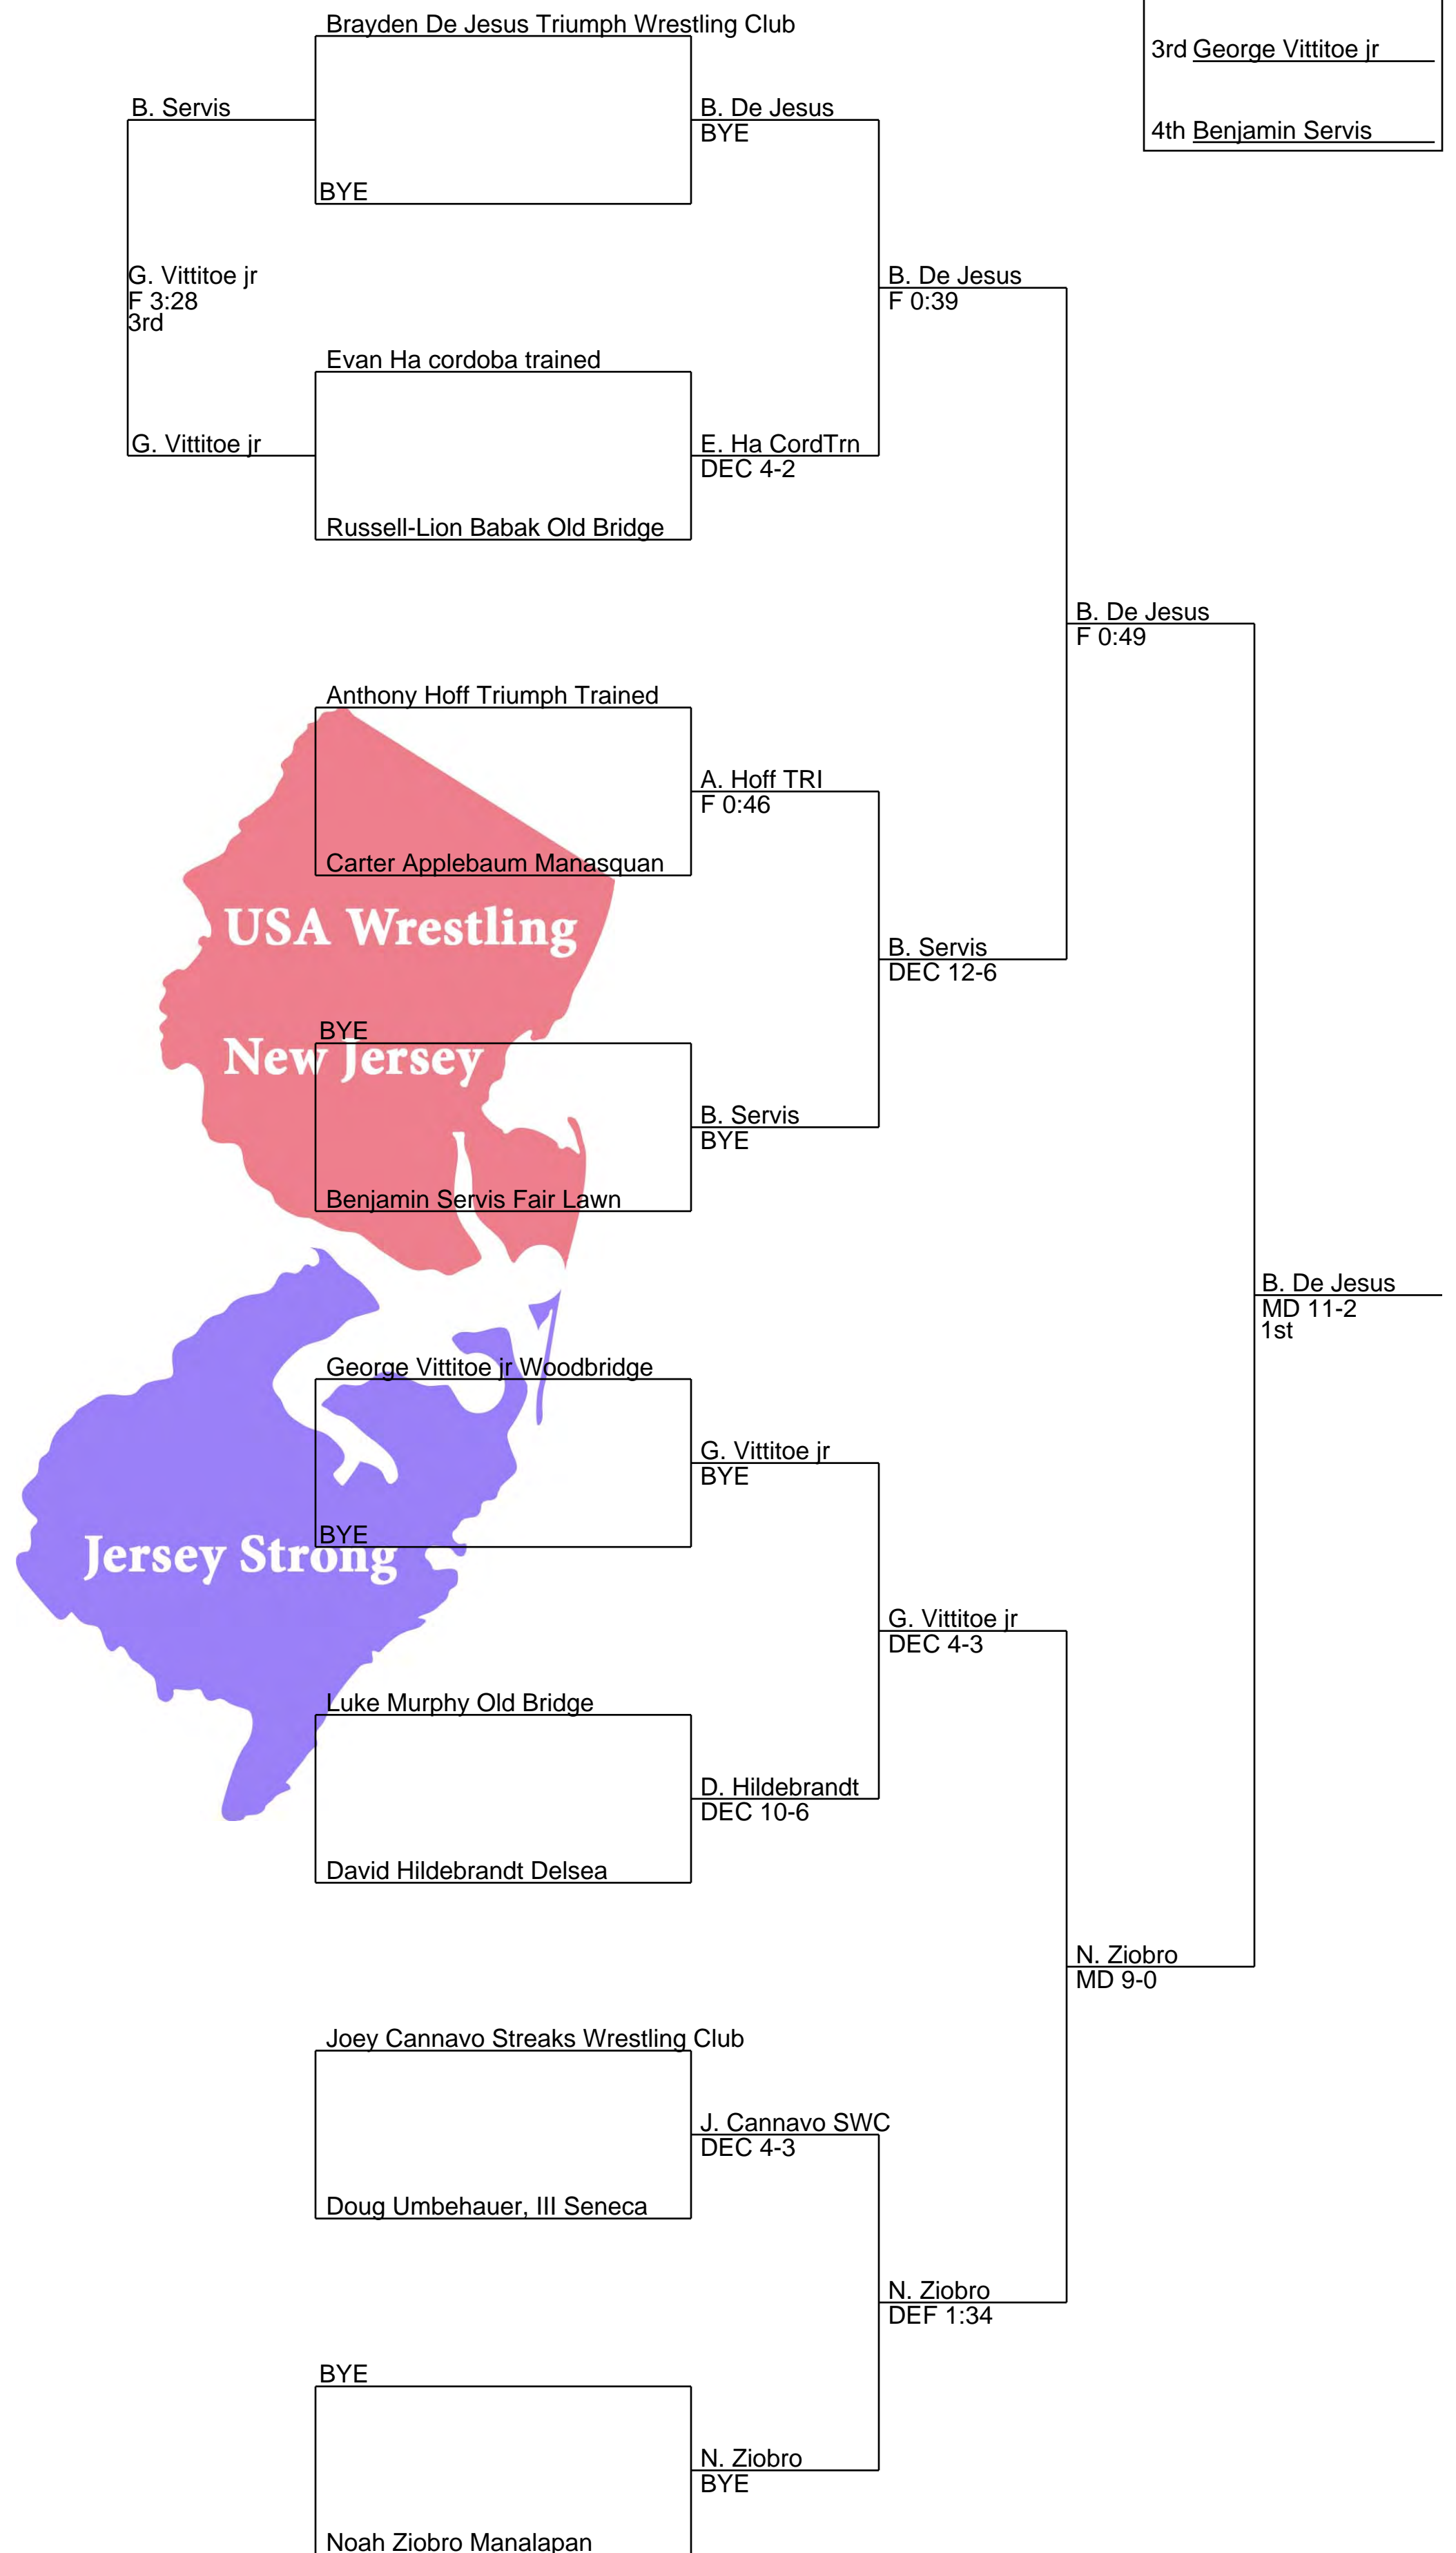 Brayden De Jesus Triumph Wrestling Club
3rd George Vittitoe jr
B. Servis
B. De Jesus
BYE
4th Benjamin Servis
BYE
G. Vittitoe jr
F 3:28
3rd
B. De Jesus
F 0:39
Evan Ha cordoba trained
G. Vittitoe jr
E. Ha CordTrn
DEC 4-2
Russell-Lion Babak Old Bridge
B. De Jesus
F 0:49
Anthony Hoff Triumph Trained
A. Hoff TRI
F 0:46
Carter Applebaum Manasquan
USA Wrestling
B. Servis
DEC 12-6
BYE
New Jersey
B. Servis
BYE
Benjamin Servis Fair Lawn
B. De Jesus
MD 11-2
1st
George Vittitoe jr Woodbridge
G. Vittitoe jr
BYE
BYE
Jersey Strong
G. Vittitoe jr
DEC 4-3
Luke Murphy Old Bridge
D. Hildebrandt
DEC 10-6
David Hildebrandt Delsea
N. Ziobro
MD 9-0
Joey Cannavo Streaks Wrestling Club
J. Cannavo SWC
DEC 4-3
Doug Umbehauer, III Seneca
N. Ziobro
DEF 1:34
BYE
N. Ziobro
BYE
Noah Ziobro Manalapan